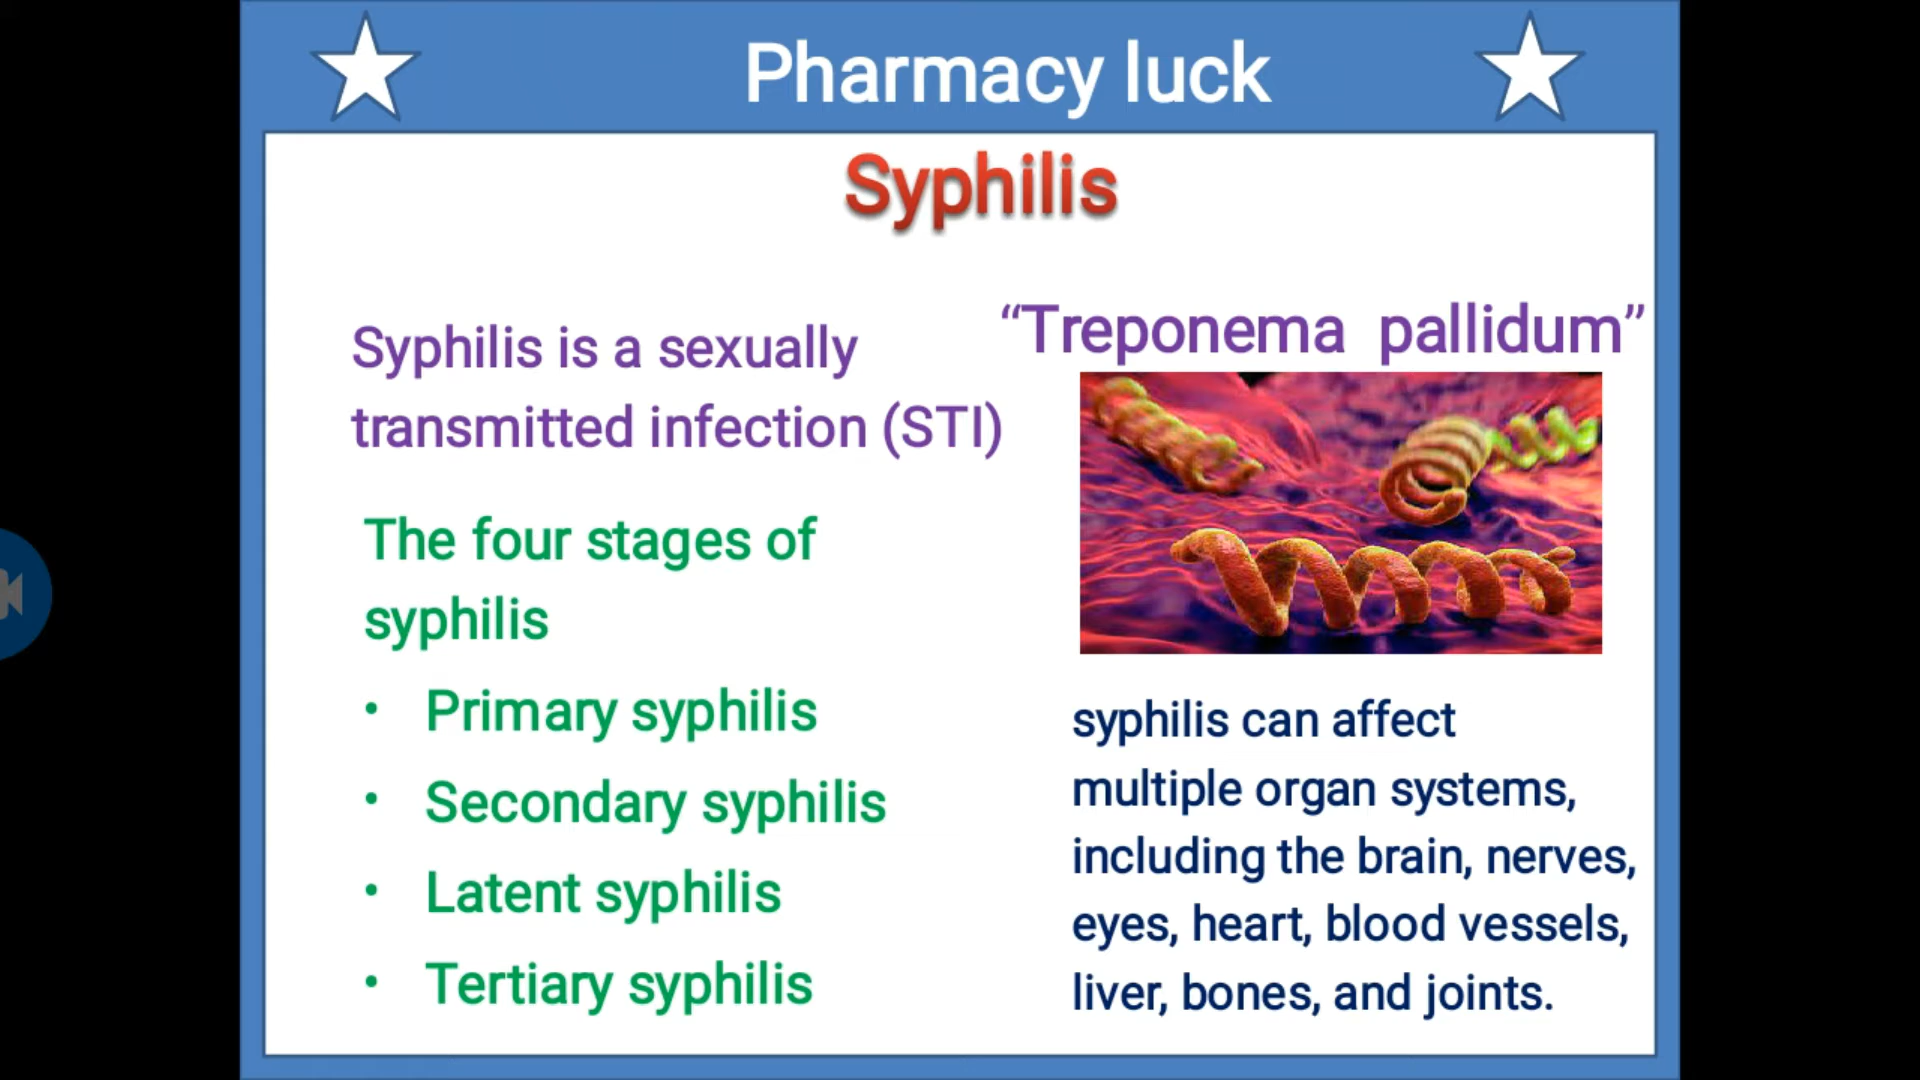 Pharmacy luck
Syphilis
Syphilis is a sexually
transmitted infection (STI)
The four stages of
syphilis
• Primary syphilis
• Secondary syphilis
• Latent syphilis
• Tertiary syphilis
“Treponema pallidum”
syphilis can affect
multiple organ systems,
including the brain, nerves,
eyes, heart, blood vessels,
liver, bones, and joints.